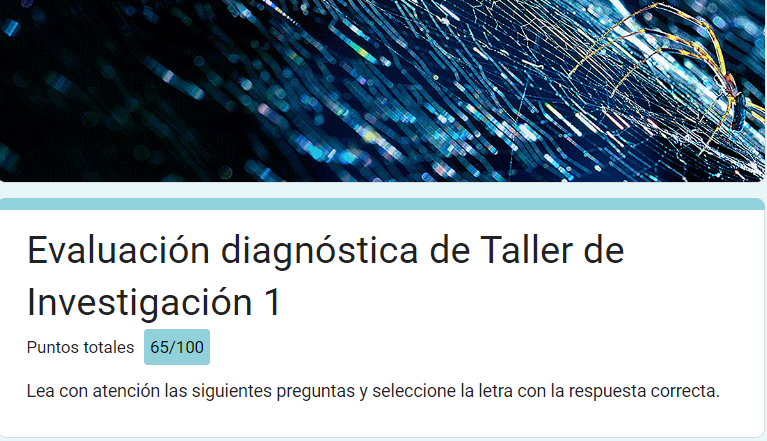 Evaluación diagnóstica de Taller de
Investigación 1
Puntos totales 65/100
Lea con atención las siguientes preguntas y seleccione la letra con la respuesta correcta.